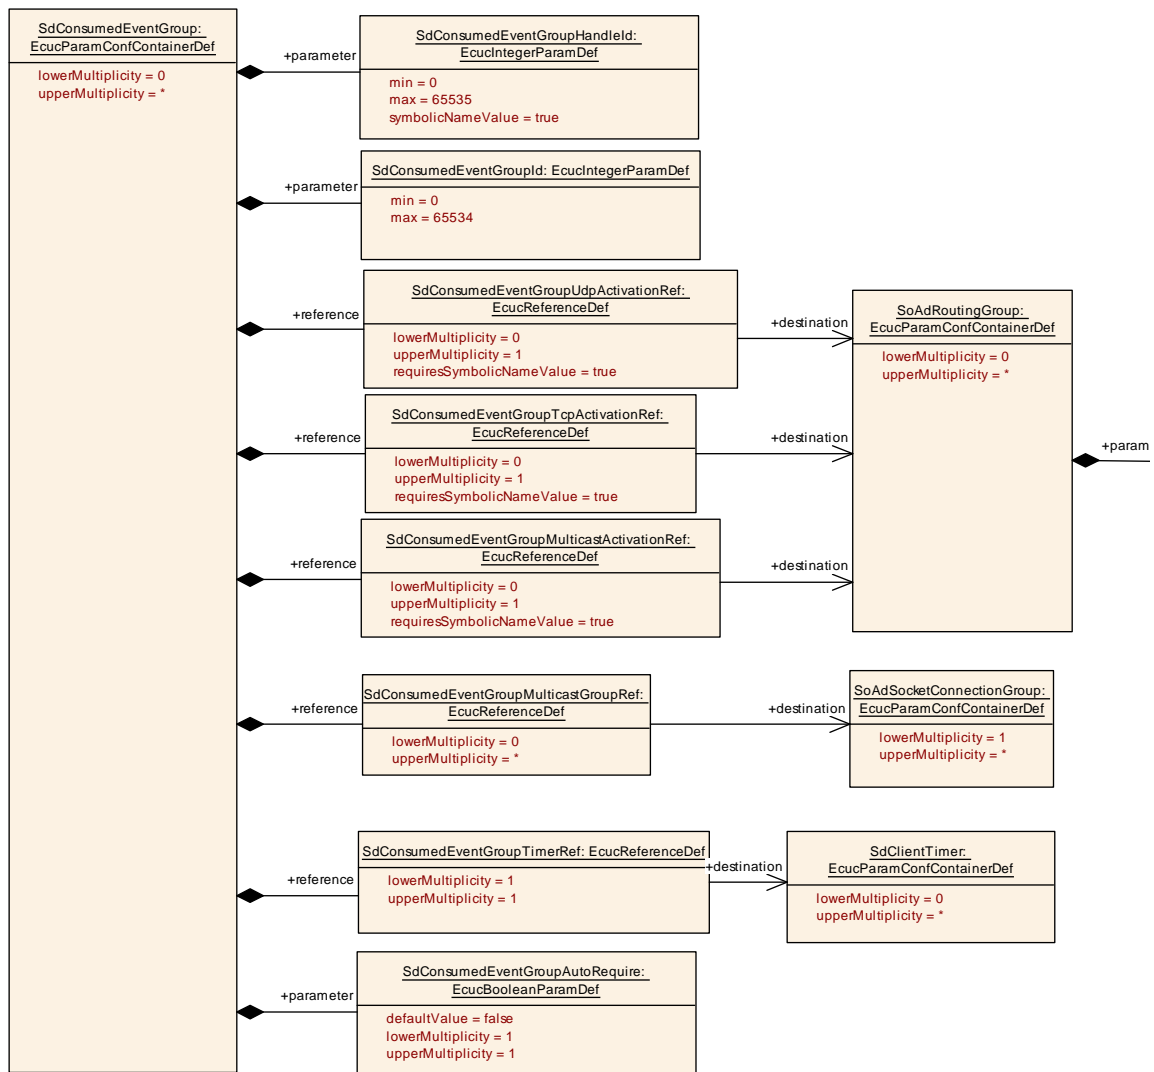 SdConsumedEventGroup:
EcucParamConfContainerDef
lowerMultiplicity = 0
upperMultiplicity = *
+parameter
SdConsumedEventGroupHandleId:
EcucIntegerParamDef
min = 0
max = 65535
symbolicNameValue = true
+parameter
SdConsumedEventGroupId: EcucIntegerParamDef
min = 0
max = 65534
+reference
SdConsumedEventGroupUdpActivationRef:
EcucReferenceDef
lowerMultiplicity = 0
upperMultiplicity = 1
requiresSymbolicNameValue = true
+destination
SoAdRoutingGroup:
EcucParamConfContainerDef
lowerMultiplicity = 0
upperMultiplicity = *
+param
+reference
SdConsumedEventGroupTcpActivationRef:
EcucReferenceDef
lowerMultiplicity = 0
upperMultiplicity = 1
requiresSymbolicNameValue = true
+destination
+reference
SdConsumedEventGroupMulticastActivationRef:
EcucReferenceDef
lowerMultiplicity = 0
upperMultiplicity = 1
requiresSymbolicNameValue = true
+destination
+reference
SdConsumedEventGroupMulticastGroupRef:
EcucReferenceDef
lowerMultiplicity = 0
upperMultiplicity = *
+destination
SoAdSocketConnectionGroup:
EcucParamConfContainerDef
lowerMultiplicity = 1
upperMultiplicity = *
+reference
SdConsumedEventGroupTimerRef: EcucReferenceDef
lowerMultiplicity = 1
upperMultiplicity = 1
+destination
SdClientTimer:
EcucParamConfContainerDef
lowerMultiplicity = 0
upperMultiplicity = *
+parameter
SdConsumedEventGroupAutoRequire:
EcucBooleanParamDef
defaultValue = false
lowerMultiplicity = 1
upperMultiplicity = 1